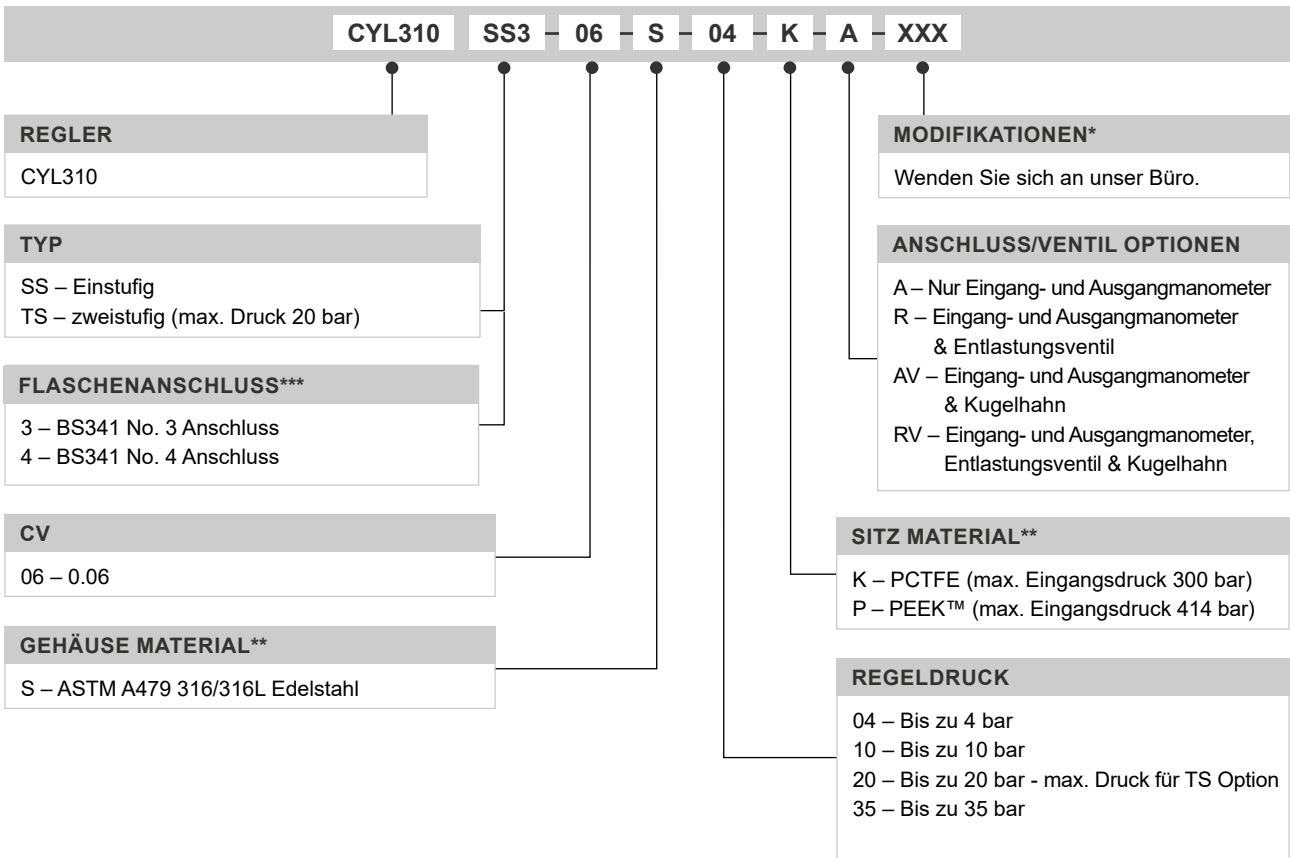 CYL310 SS3 – 06 – S – 04 – K – A – XXX
REGLER
CYL310
TYP
SS – Einstufig
TS – zweistufig (max. Druck 20 bar)
FLASCHENANSCHLUSS***
3 – BS341 No. 3 Anschluss
4 – BS341 No. 4 Anschluss
CV
06 – 0.06
GEHÄUSE MATERIAL**
S – ASTM A479 316/316L Edelstahl
MODIFIKATIONEN*
Wenden Sie sich an unser Büro.
ANSCHLUSS/VENTIL OPTIONEN
A – Nur Eingang- und Ausgangmanometer
R – Eingang- und Ausgangmanometer
& Entlastungsventil
AV – Eingang- und Ausgangmanometer
& Kugelhahn
RV – Eingang- und Ausgangmanometer,
Entlastungsventil & Kugelhahn
SITZ MATERIAL**
K – PCTFE (max. Eingangsdruck 300 bar)
P – PEEK™ (max. Eingangsdruck 414 bar)
REGELDRUCK
04 – Bis zu 4 bar
10 – Bis zu 10 bar
20 – Bis zu 20 bar - max. Druck für TS Option
35 – Bis zu 35 bar